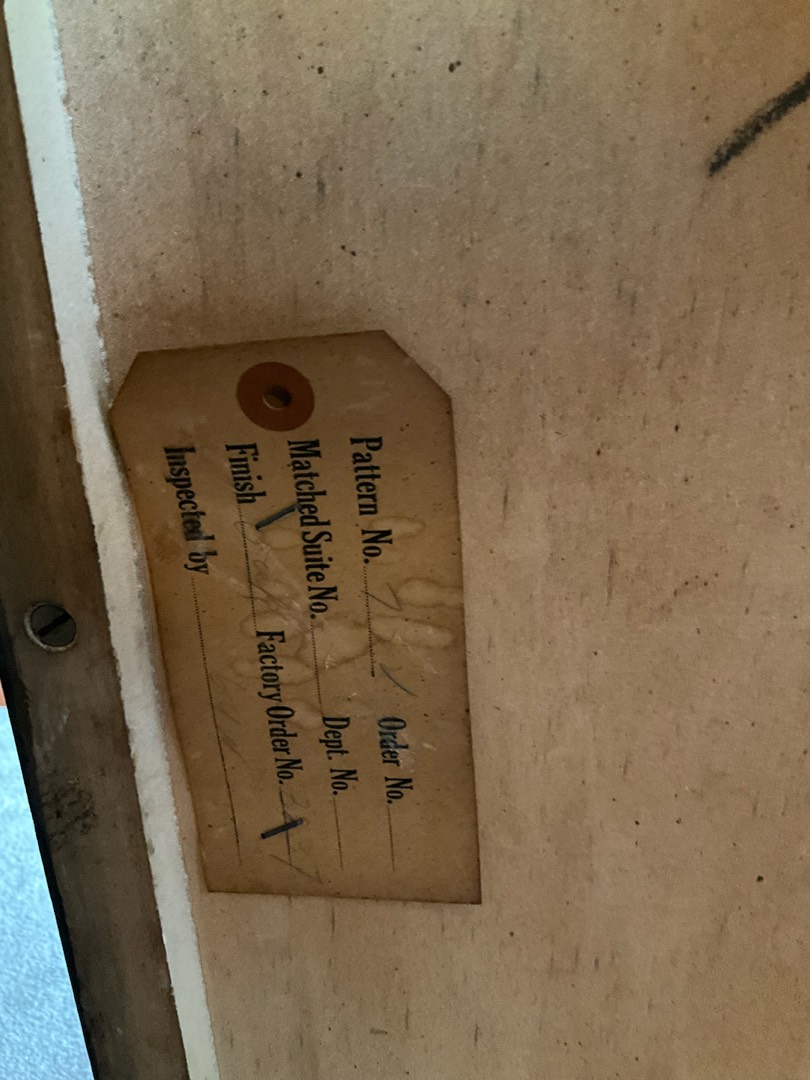 Pattern No. Order No.
Matched Suite No. Dept. No.
Finish Factory Order No.
Inspected by